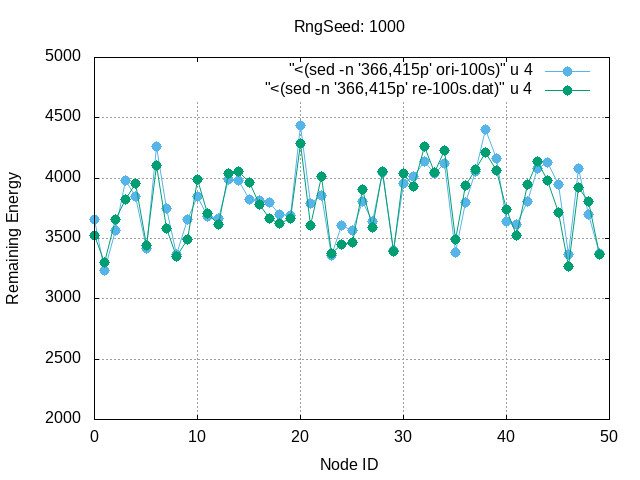 RngSeed: 1000
"<(sed -n '366,415p' ori-100s)" u 4
"<(sed -n '366,415p' re-100s.dat)" u 4
5000
4500
4000
3500
3000
2500
2000
Remaining Energy
0 10 20 30 40 50
Node ID